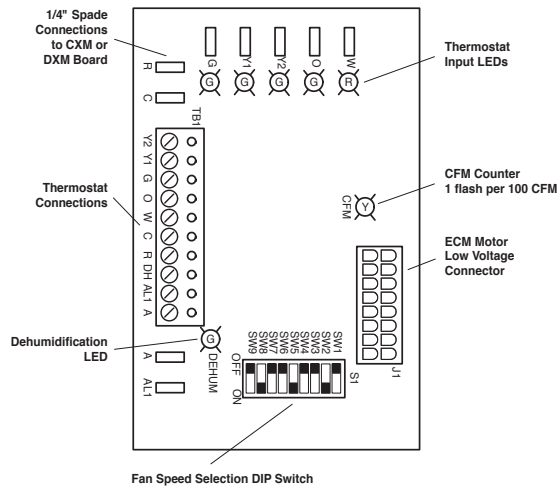 1/4" Spade
Connections
to CXM or
DXM Board
Thermostat
Input LEDs
R
C
G
Y1
Y2
O
W
G
G
G
G
R
TB1
Y2
Y1
G
O
W
C
R
DH
AL1
A
Thermostat
Connections
CFM
Y
CFM Counter
1 flash per 100 CFM
ECM Motor
Low Voltage
Connector
J1
Dehumidification
LED
G
DEHUM
A
AL1
OFF
ON
SW9
SW8
SW7
SW6
SW5
SW4
SW3
SW2
SW1
S1
Fan Speed Selection DIP Switch